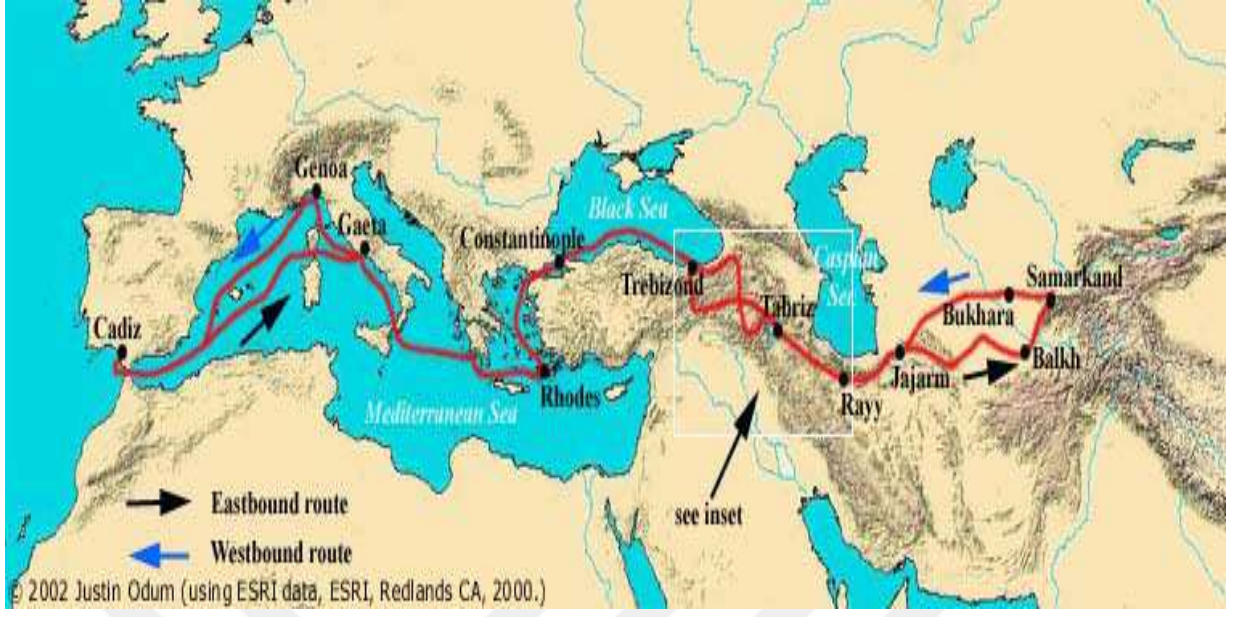 Genoa
Gaeta
Cadiz
Black Sea
Constantinople
Trebizond
Caspian
Sea
Tabriz
Samarkand
Bukhara
Balkh
Jajarm
Rayy
Rhodes
Mediterranean Sea
see inset
Eastbound route
Westbound route
© 2002 Justin Odum (using ESRI data, ESRI, Redlands CA, 2000.)